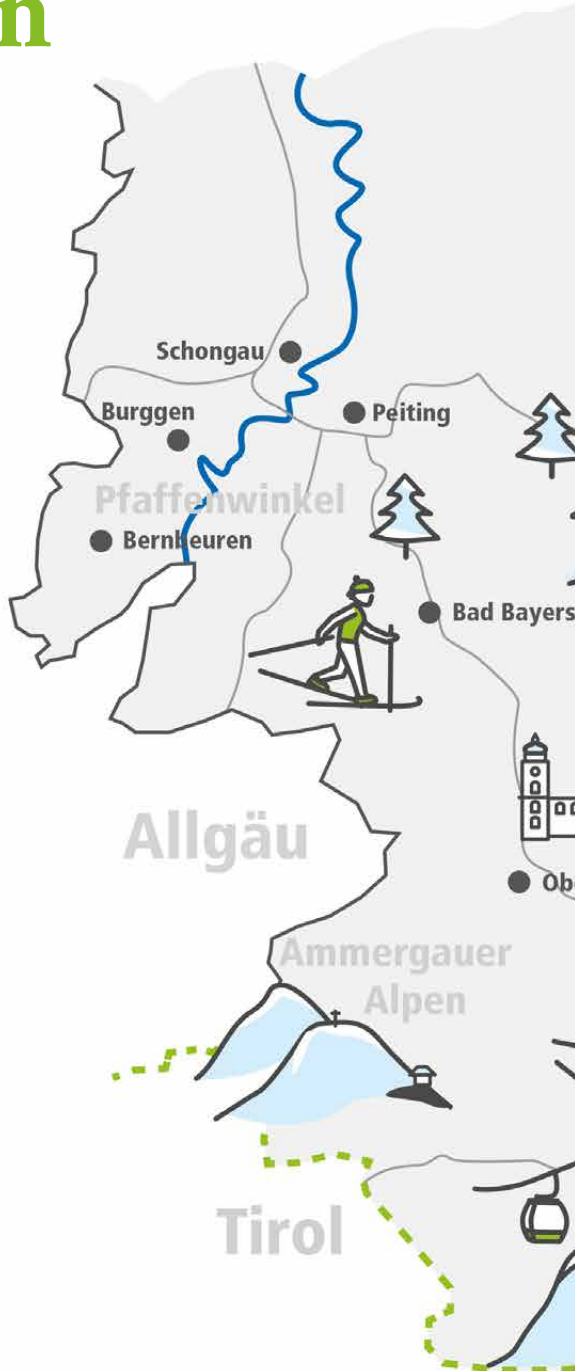 n
Schongau
Peiting
Burggen
Pfaffenwinkel
Bernbeuren
Bad Bayers
Allgäu
Ob
Ammergauer
Alpen
Tirol